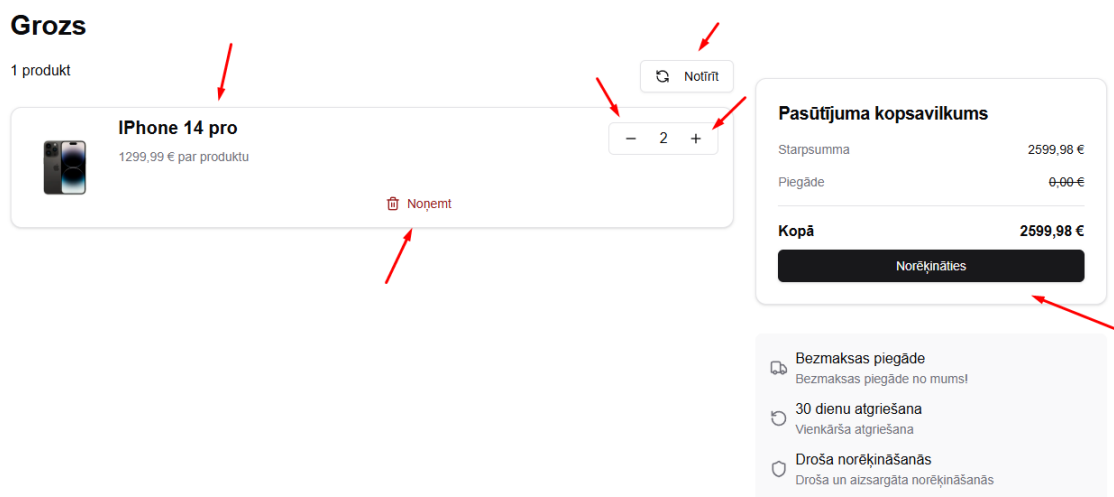 Grozs
1 produkt
Notīrīt
IPhone 14 pro
1299,99 € par produktu
− 2 +
Noņemt
Pasūtījuma kopsavilkums
Starpsumma 2599,98 €
Piegāde 0,00 €
Kopā 2599,98 €
Norēķināties
Bezmaksas piegāde
Bezmaksas piegāde no mums!
30 dienu atgriešana
Vienkārša atgriešana
Droša norēķināšanās
Droša un aizsargāta norēķināšanās